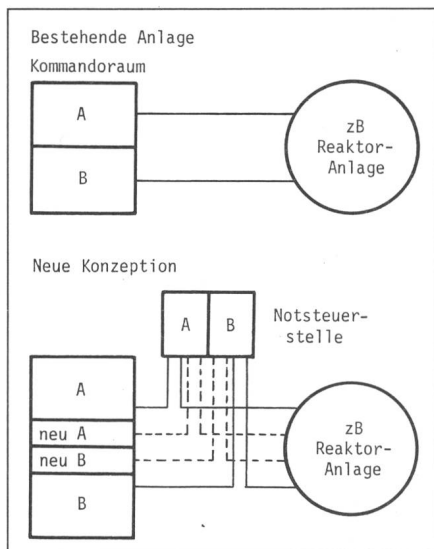 Bestehende Anlage
Kommandoraum
A
B
zB
Reaktor-
Anlage
Neue Konzeption
A
B
Notsteuer-
stelle
A
neu A
neu B
B
zB
Reaktor-
Anlage